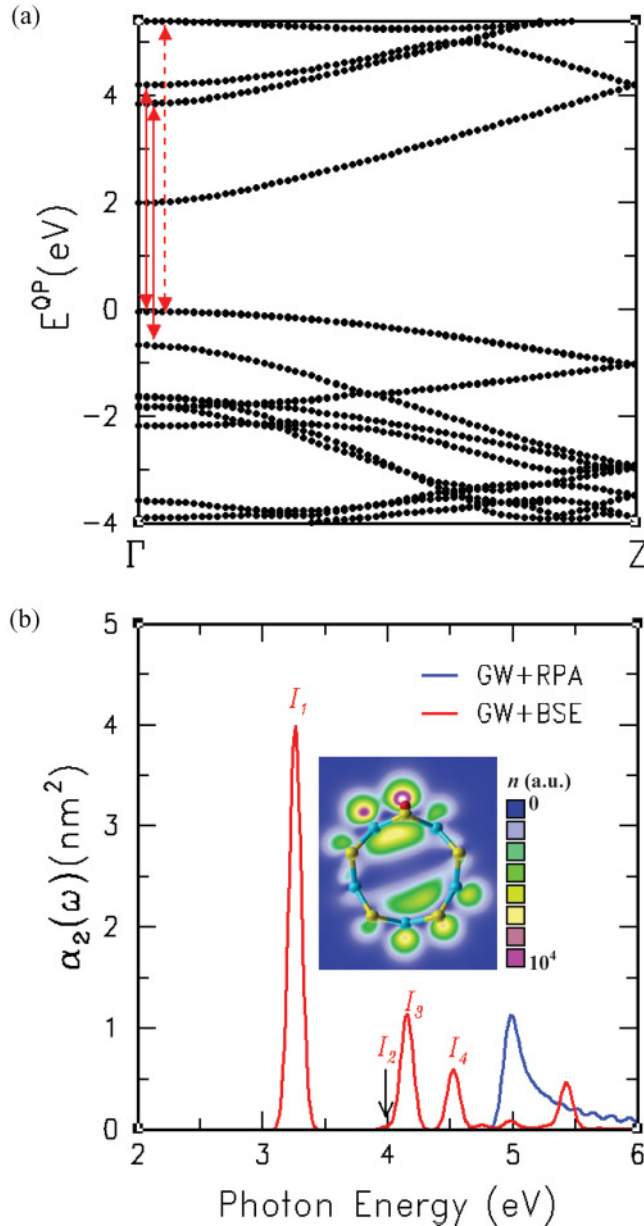 (a)
4
2
0
-2
-4
E^QP(eV)
Γ
Z
(b)
5
4
3
2
1
0
α₂(ω)(nm²)
GW+RPA
GW+BSE
I₁
I₂
I₃
I₄
n (a.u.)
0
10⁴
2
3
4
5
6
Photon Energy (eV)